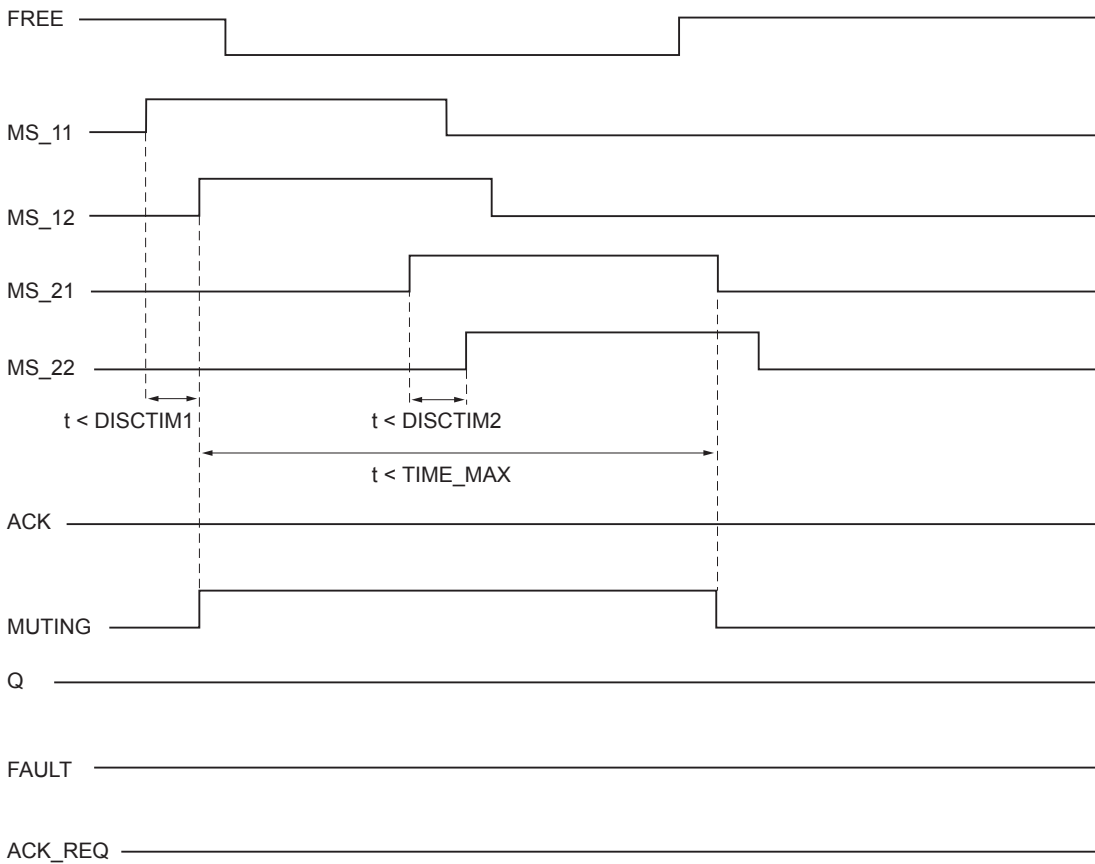 FREE
MS_11
MS_12
MS_21
MS_22
t < DISCTIM1
t < DISCTIM2
t < TIME_MAX
ACK
MUTING
Q
FAULT
ACK_REQ